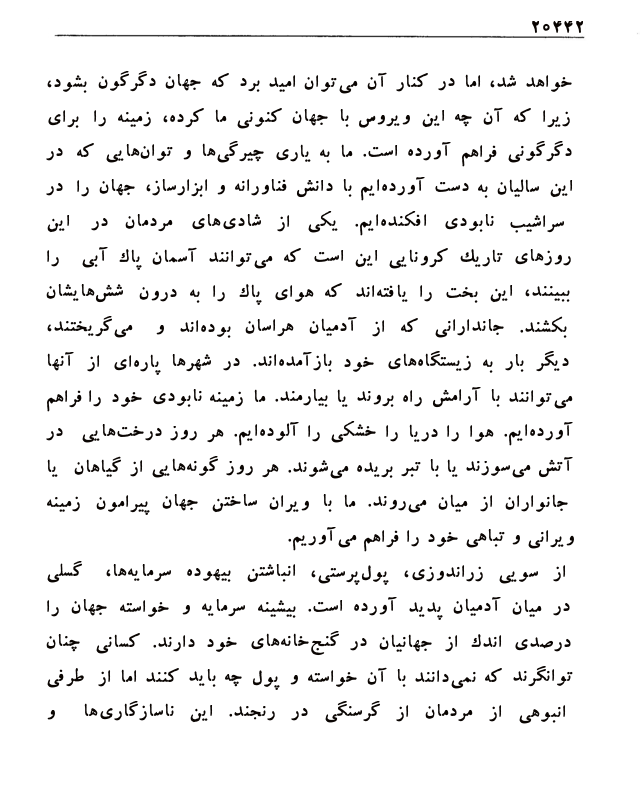 ۲۰۴۴۲
خواهد شد، اما در کنار آن می‌توان امید برد که جهان دگرگون بشود،
زیرا که آن چه این ویروس با جهان کنونی ما کرده، زمینه را برای
دگرگونی فراهم آورده است. ما به یاری چیرگی‌ها و توان‌هایی که در
این سالیان به دست آورده‌ایم با دانش فناورانه و ابزارساز، جهان را در
سراشیب نابودی افکنده‌ایم. یکی از شادی‌های مردمان در این
روزهای تاریك کرونایی این است که می‌توانند آسمان پاك آبی را
ببینند، این بخت را یافته‌اند که هوای پاك را به درون شش‌هایشان
بکشند. جاندارانی که از آدمیان هراسان بوده‌اند و می‌گریختند،
دیگر بار به زیستگاه‌های خود بازآمده‌اند. در شهرها پاره‌ای از آنها
می‌توانند با آرامش راه بروند یا بیارمند. ما زمینه نابودی خود را فراهم
آورده‌ایم. هوا را دریا را خشکی را آلوده‌ایم. هر روز درخت‌هایی در
آتش می‌سوزند یا با تبر بریده می‌شوند. هر روز گونه‌هایی از گیاهان یا
جانواران از میان می‌روند. ما با ویران ساختن جهان پیرامون زمینه
ویرانی و تباهی خود را فراهم می‌آوریم.
از سویی زراندوزی، پول‌پرستی، انباشتن بیهوده سرمایه‌ها، گسلی
در میان آدمیان پدید آورده است. بیشینه سرمایه و خواسته جهان را
درصدی اندك از جهانیان در گنج‌خانه‌های خود دارند. کسانی چنان
توانگرند که نمی‌دانند با آن خواسته و پول چه باید کنند اما از طرفی
انبوهی از مردمان از گرسنگی در رنجند. این ناسازگاری‌ها و